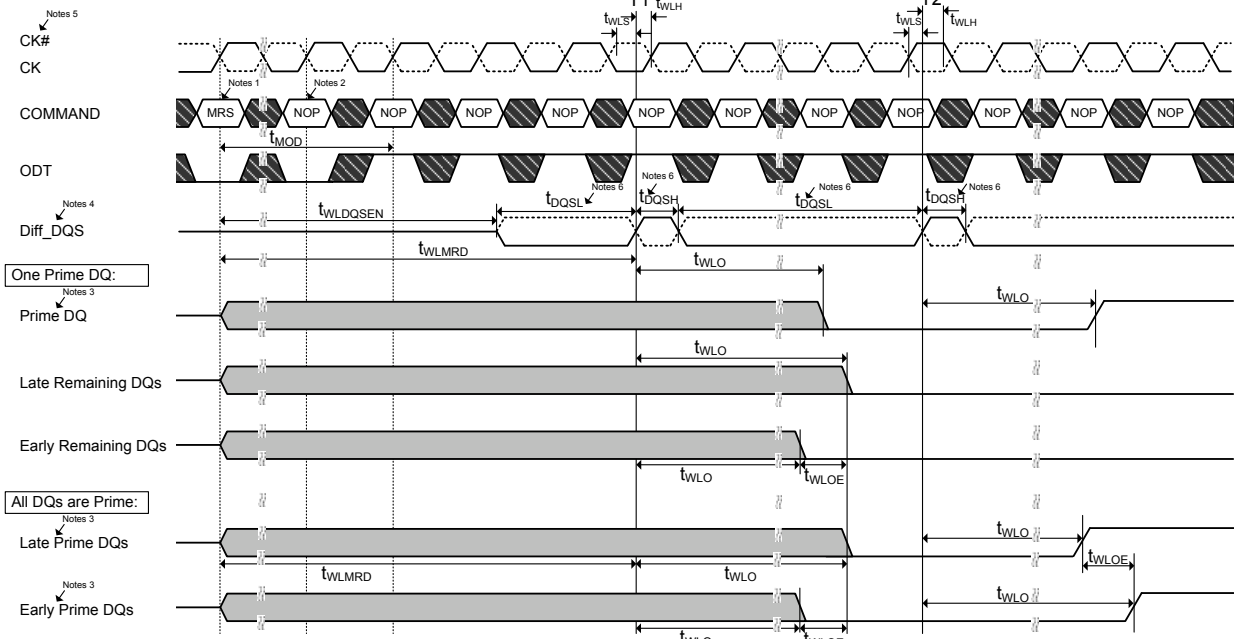 Notes 5
CK#
CK
tWLS tWLH
T2
tWLS tWLH
Notes 1 Notes 2
COMMAND MRS NOP NOP NOP NOP NOP NOP NOP NOP NOP NOP NOP
tMOD
ODT
Notes 4
Diff_DQS
tWLDQSEN
tDQSL Notes 6
tDQSH Notes 6
tDQSL Notes 6
tDQSH Notes 6
tWLMRD
tWLO
One Prime DQ:
Notes 3
Prime DQ
tWLO
tWLO
Late Remaining DQs
Early Remaining DQs
tWLO tWLOE
All DQs are Prime:
Notes 3
Late Prime DQs
tWLO
tWLMRD tWLO
tWLOE
Notes 3
Early Prime DQs
tWLO
tWLO tWLOE